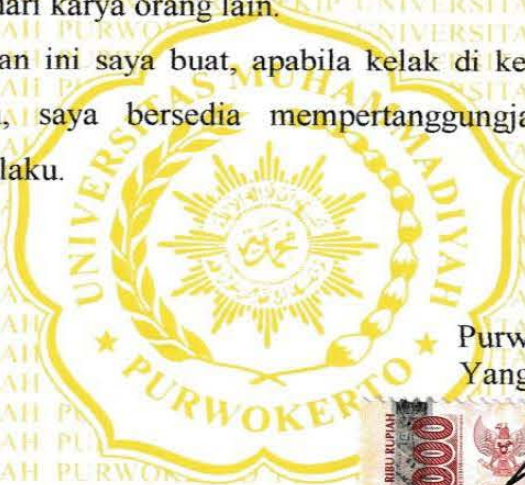 nari karya orang lain.
an ini saya buat, apabila kelak di ke
, saya bersedia mempertanggungja
laku.
UNIVERSITAS MUHAMMADIYAH
★ PURWOKERTO ★
Purw
Yang
RIBU RUPIAH
000